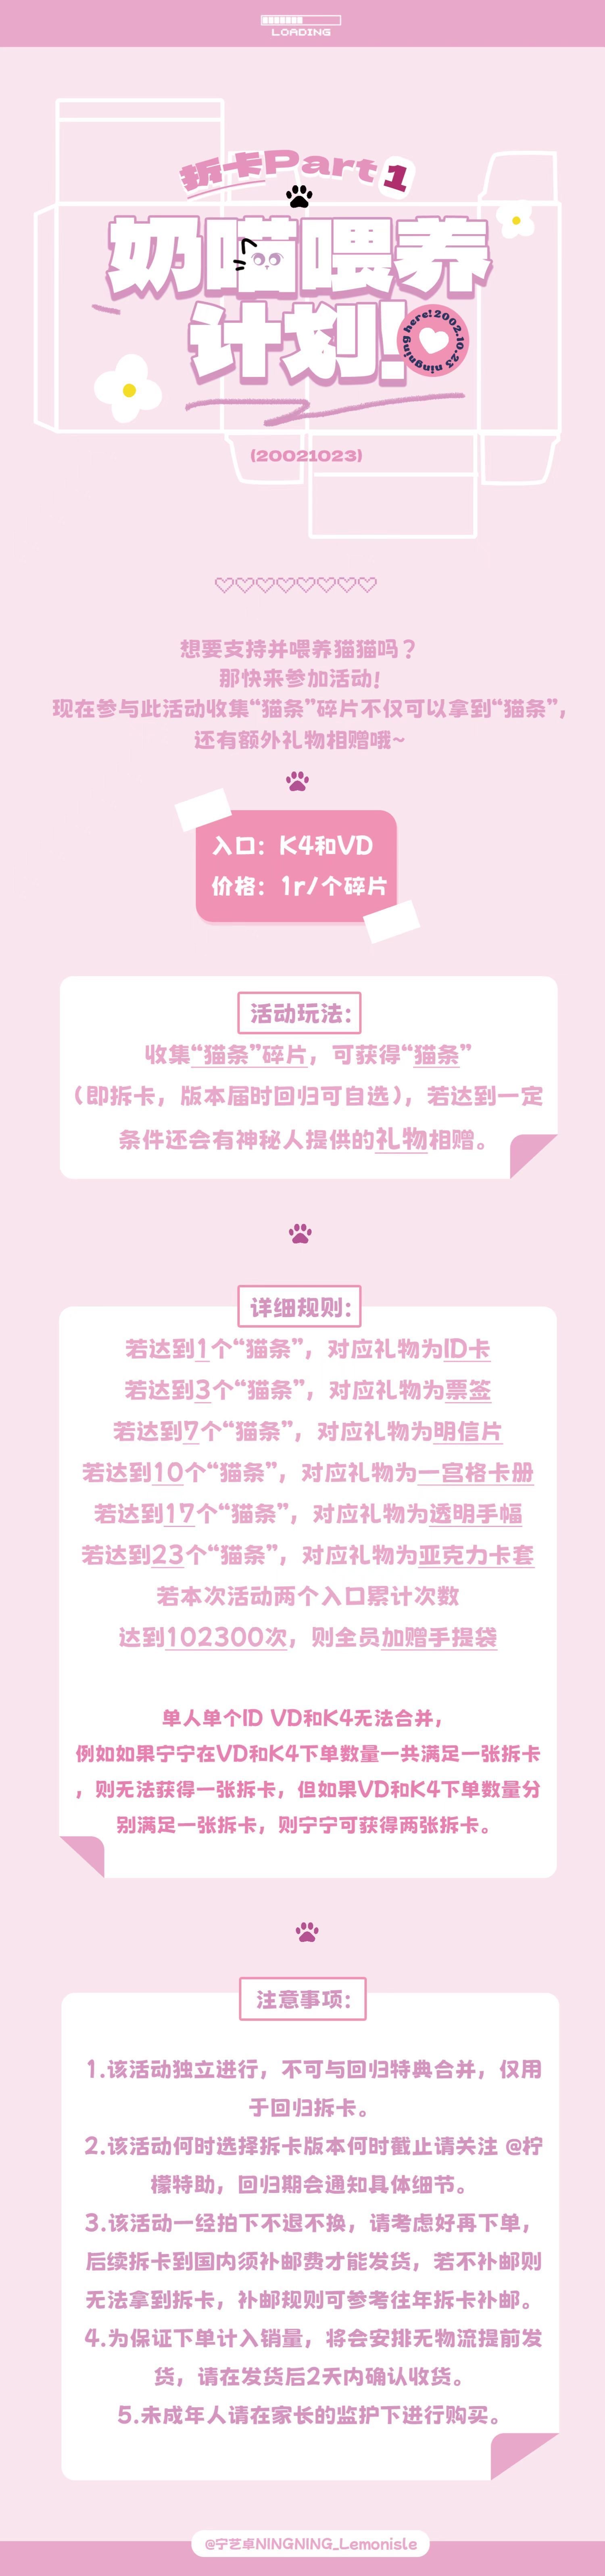 LOADING
拆卡Part 1
奶喵喂养
计划!
here! 2002.10.23 ningning
(20021023)
想要支持并喂养猫猫吗？
那快来参加活动!
现在参与此活动收集“猫条”碎片不仅可以拿到“猫条”，
还有额外礼物相赠哦~
入口：K4和VD
价格：1r/个碎片
活动玩法:
收集“猫条”碎片，可获得“猫条”
（即拆卡，版本届时回归可自选），若达到一定
条件还会有神秘人提供的礼物相赠。
详细规则:
若达到1个“猫条”，对应礼物为ID卡
若达到3个“猫条”，对应礼物为票签
若达到7个“猫条”，对应礼物为明信片
若达到10个“猫条”，对应礼物为一宫格卡册
若达到17个“猫条”，对应礼物为透明手幅
若达到23个“猫条”，对应礼物为亚克力卡套
若本次活动两个入口累计次数
达到102300次，则全员加赠手提袋
单人单个ID VD和K4无法合并，
例如如果宁宁在VD和K4下单数量一共满足一张拆卡
，则无法获得一张拆卡，但如果VD和K4下单数量分
别满足一张拆卡，则宁宁可获得两张拆卡。
注意事项:
1.该活动独立进行，不可与回归特典合并，仅用
于回归拆卡。
2.该活动何时选择拆卡版本何时截止请关注 @柠
檬特助，回归期会通知具体细节。
3.该活动一经拍下不退不换，请考虑好再下单，
后续拆卡到国内须补邮费才能发货，若不补邮则
无法拿到拆卡，补邮规则可参考往年拆卡补邮。
4.为保证下单计入销量，将会安排无物流提前发
货，请在发货后2天内确认收货。
5.未成年人请在家长的监护下进行购买。
@宁艺卓NINGNING_Lemonisle